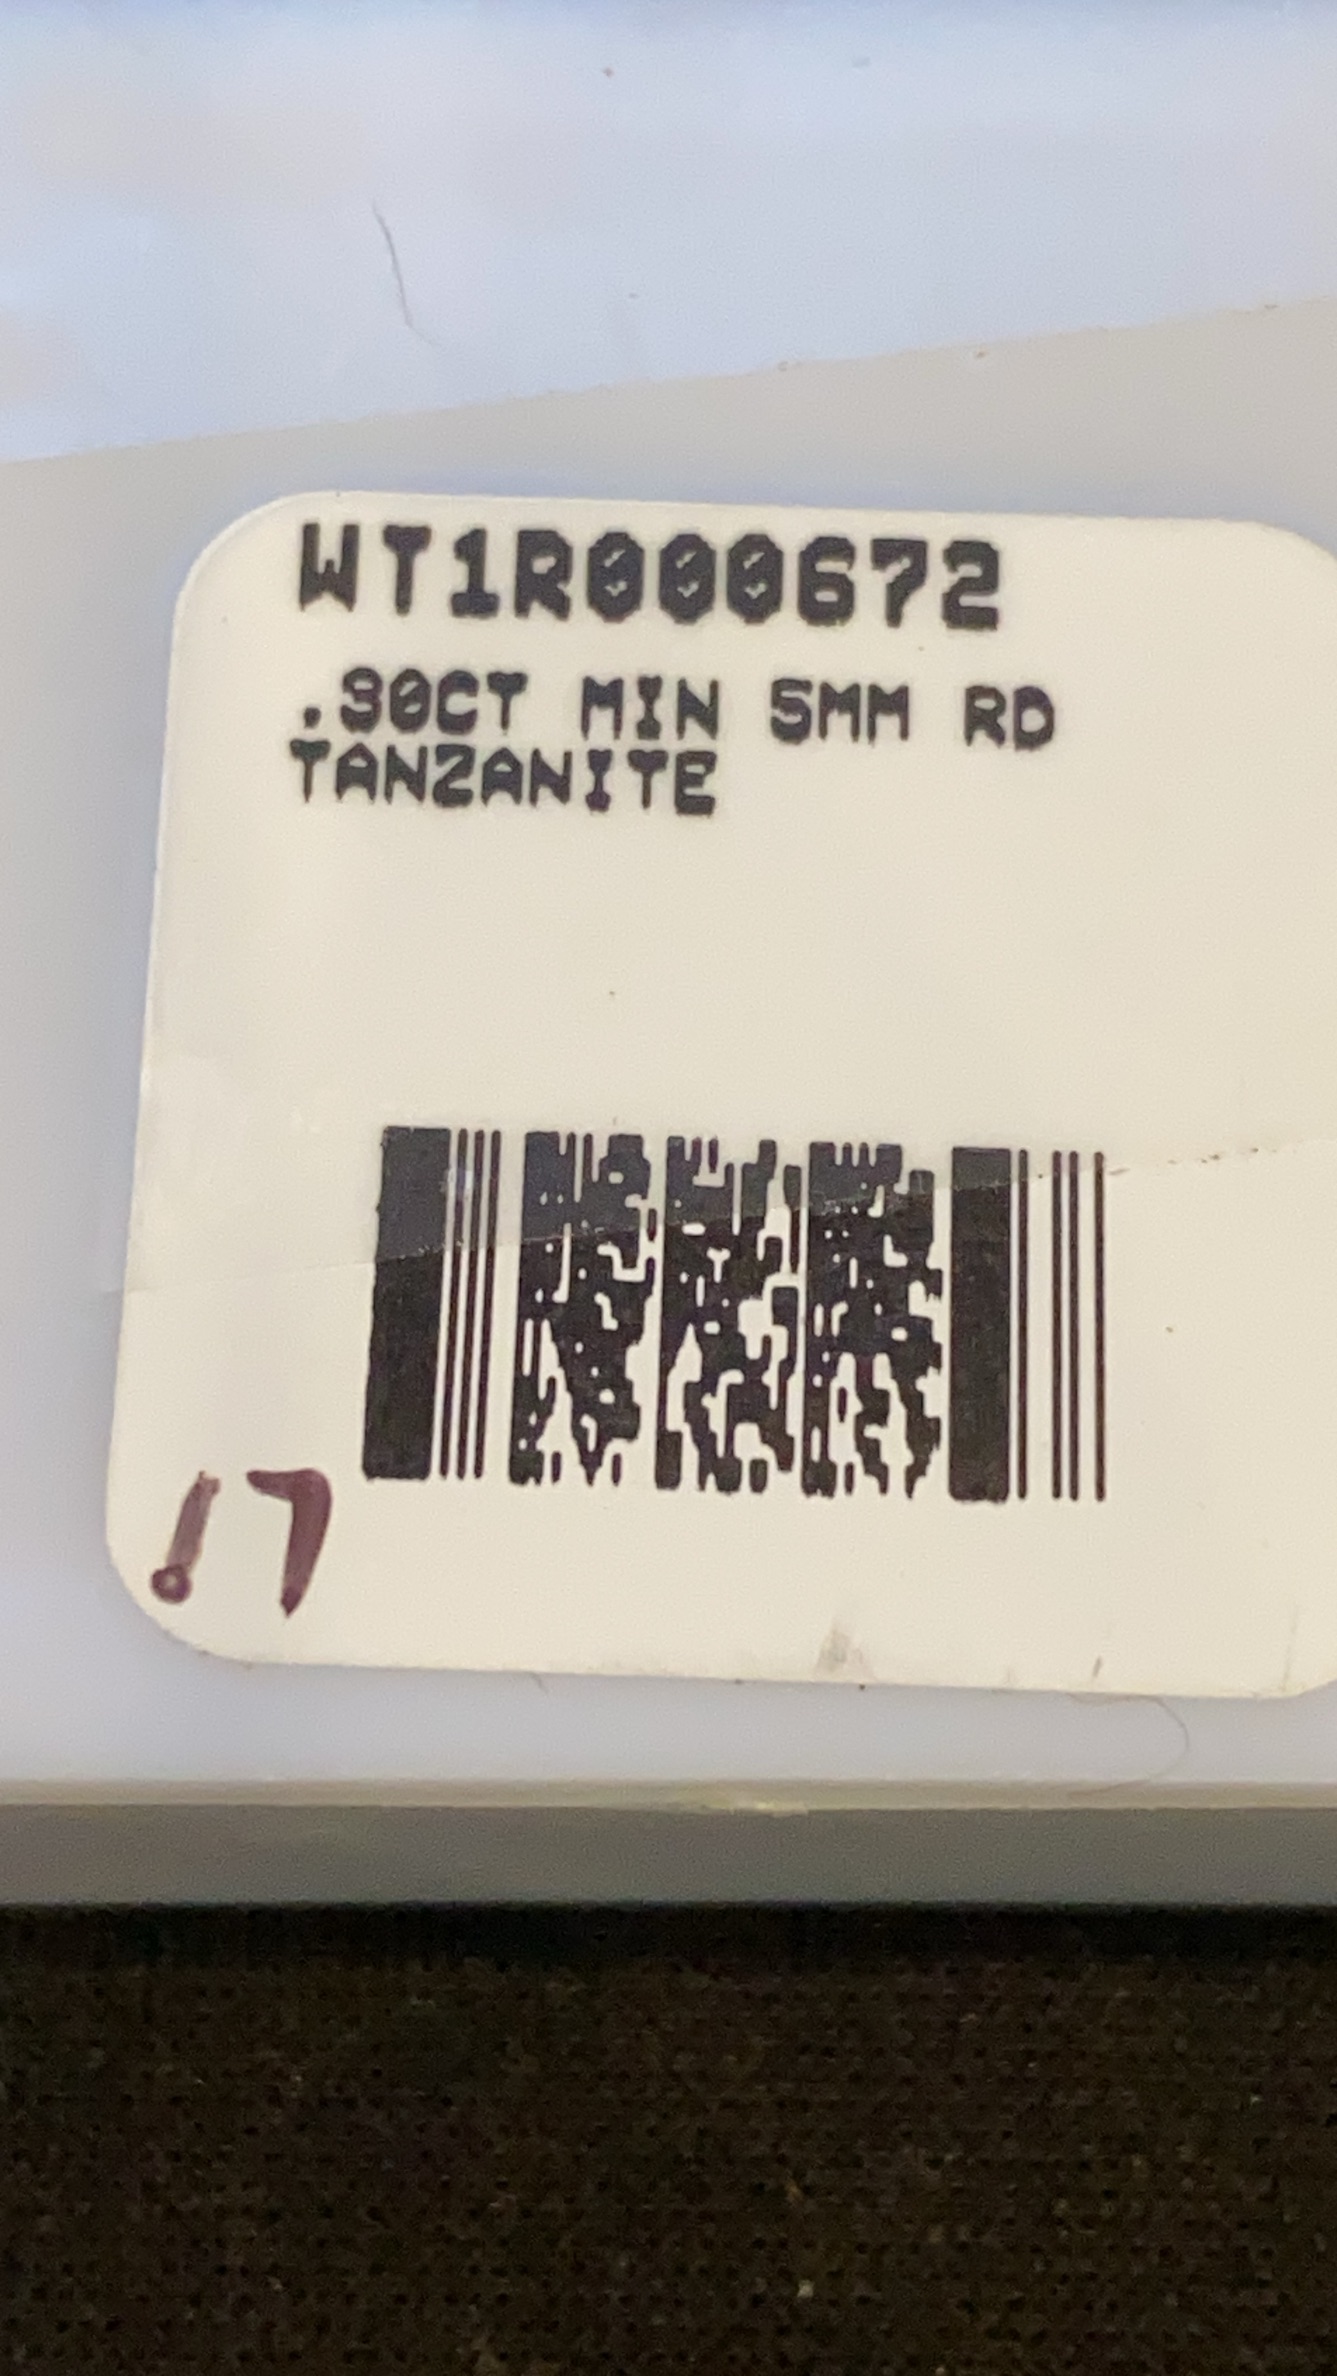 WT1R000672
.30CT MIN 5MM RD
TANZANITE
17